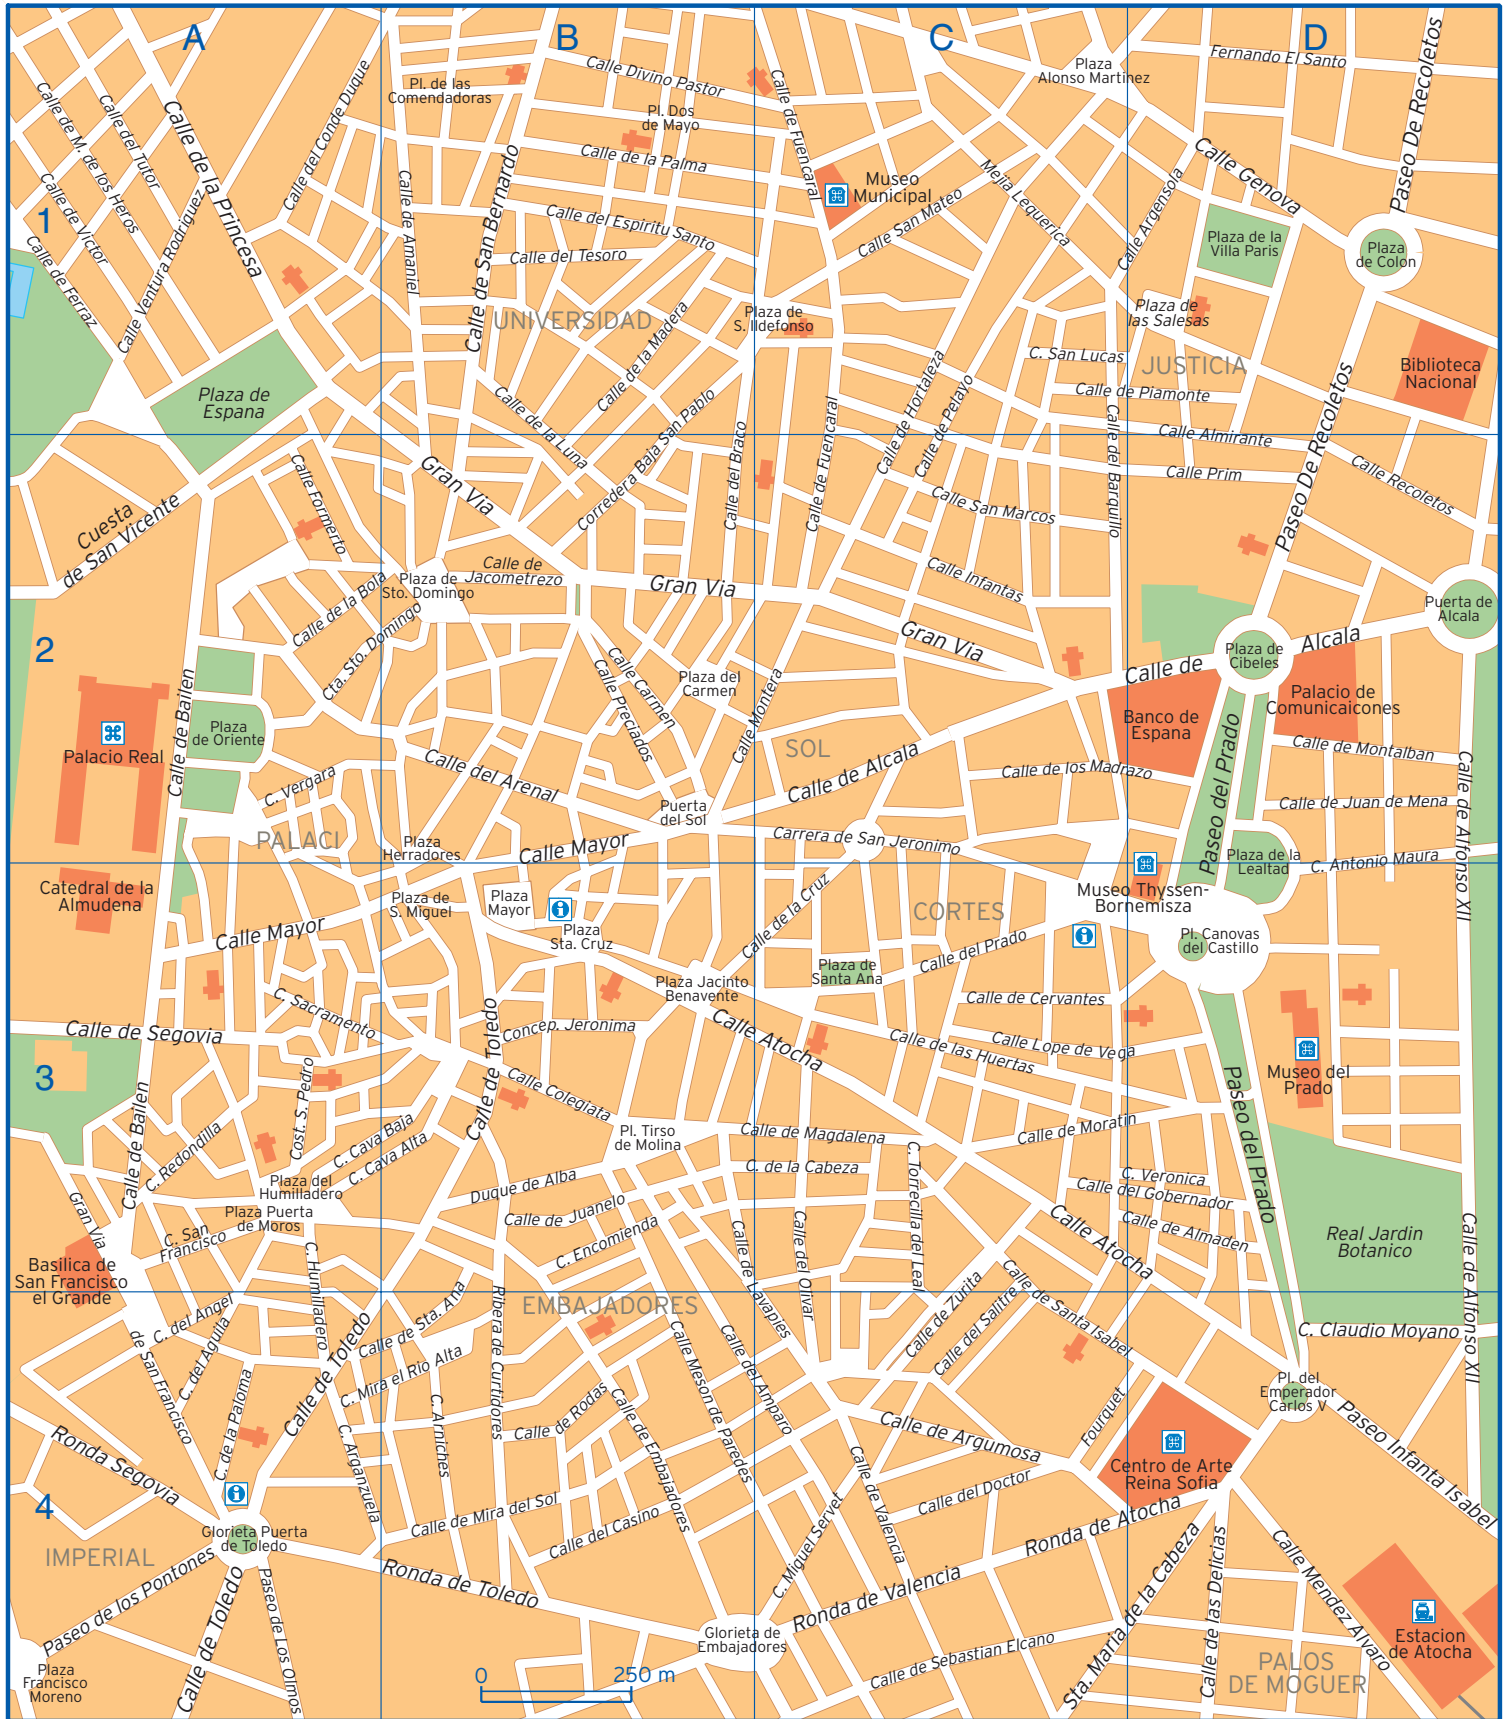 A
B
C
D
1
2
3
4
Calle de M. de los Heros
Calle del Tutor
Calle de la Princesa
Calle del Conde Duque
Calle de Victor
Calle de Ferraz
Calle Ventura Rodriguez
Plaza de
Espana
Pl. de las
Comendadoras
Calle de Amaniel
Calle de San Bernardo
Calle Divino Pastor
Pl. Dos
de Mayo
Calle de la Palma
Calle del Espiritu Santo
Calle del Tesoro
UNIVERSIDAD
Calle de la Madera
Calle de la Luna
Corredera Baja San Pablo
Plaza de
S. Ildefonso
Calle de Fuencaral
Museo
Municipal
Calle San Mateo
Mejia Lequerica
Plaza
Alonso Martinez
Fernando El Santo
Paseo De Recoletos
Calle Genova
Calle Argensola
Plaza de la
Villa Paris
Plaza
de Colon
Plaza de
las Salesas
C. San Lucas
JUSTICIA
Calle de Piamonte
Biblioteca
Nacional
Calle de Hortaleza
Calle de Pelayo
Calle de Fuencaral
Calle del Braco
Calle del Barquillo
Calle Almirante
Calle Prim
Paseo De Recoletos
Calle Recoletos
Cuesta
de San Vicente
Calle Formerto
Gran Via
Calle San Marcos
Calle de
Jacometrezo
Plaza de
Sto. Domingo
Calle de la Bola
Cta. Sto. Domingo
Gran Via
Calle Infantas
Gran Via
Puerta de
Alcala
Plaza de
Cibeles
Calle de
Alcala
Calle de Bailen
Palacio Real
Plaza
de Oriente
Calle Carmen
Calle Preciados
Plaza del
Carmen
Calle Montera
SOL
Banco de
Espana
Palacio de
Comunicaicones
Calle de Montalban
Calle de los Madrazo
Paseo del Prado
Calle de Juan de Mena
Calle de Alfonso XII
C. Vergara
Calle del Arenal
Calle de Alcala
Puerta
del Sol
PALACI
Plaza
Herradores
Calle Mayor
Carrera de San Jeronimo
Plaza de la
Lealtad
C. Antonio Maura
Catedral de la
Almudena
Calle Mayor
Plaza de
S. Miguel
Plaza
Mayor
Plaza
Sta. Cruz
Calle de la Cruz
CORTES
Museo Thyssen-
Bornemisza
Pl. Canovas
del Castillo
Calle del Prado
Plaza de
Santa Ana
Plaza Jacinto
Benavente
Calle de Cervantes
C. Sacramento
Calle de Segovia
Calle de Toledo
Concep. Jeronima
Calle Atocha
Calle de las Huertas
Calle Lope de Vega
Museo del
Prado
Calle de Bailen
Cost. S. Pedro
Calle Colegiata
Pl. Tirso
de Molina
Calle de Magdalena
Calle de Moratin
Paseo del Prado
C. Redondilla
C. Cava Baja
C. Cava Alta
C. de la Cabeza
C. Torrecilla del Leal
C. Veronica
Calle del Gobernador
Plaza del
Humilladero
Duque de Alba
Gran Via
de San Francisco
Plaza Puerta
de Moros
C. San
Francisco
Calle de Juanelo
C. Encomienda
Calle de Lavapies
Calle del Olivar
Calle Atocha
Calle de Almaden
Real Jardin
Botanico
Calle de Alfonso XII
Basilica de
San Francisco
el Grande
C. Humilladero
Calle de Zurita
Calle del Salitre
Calle de Santa Isabel
C. del Angel
C. del Aguila
Calle de Toledo
Calle de Sta. Ana
Ribera de Curtidores
EMBAJADORES
C. Claudio Moyano
C. Mira el Rio Alta
Calle Meson de Paredes
Calle del Amparo
Pl. del
Emperador
Carlos V
C. de la Paloma
C. Arganzuela
C. Arniches
Calle de Rodas
Calle de Embajadores
Calle de Argumosa
Fourquet
Centro de Arte
Reina Sofia
Paseo Infanta Isabel
Ronda Segovia
Calle de Valencia
Calle del Doctor
Calle de Mira del Sol
Calle del Casino
C. Miguel Servet
Ronda de Atocha
Glorieta Puerta
de Toledo
IMPERIAL
Paseo de los Pontones
Calle de Toledo
Paseo de Los Olmos
Ronda de Toledo
Ronda de Valencia
Glorieta de
Embajadores
Sta. Maria de la Cabeza
Calle de las Delicias
Calle Mendez Alvaro
Estacion
de Atocha
Calle de Sebastian Elcano
PALOS
DE MOGUER
Plaza
Francisco
Moreno
0
250 m